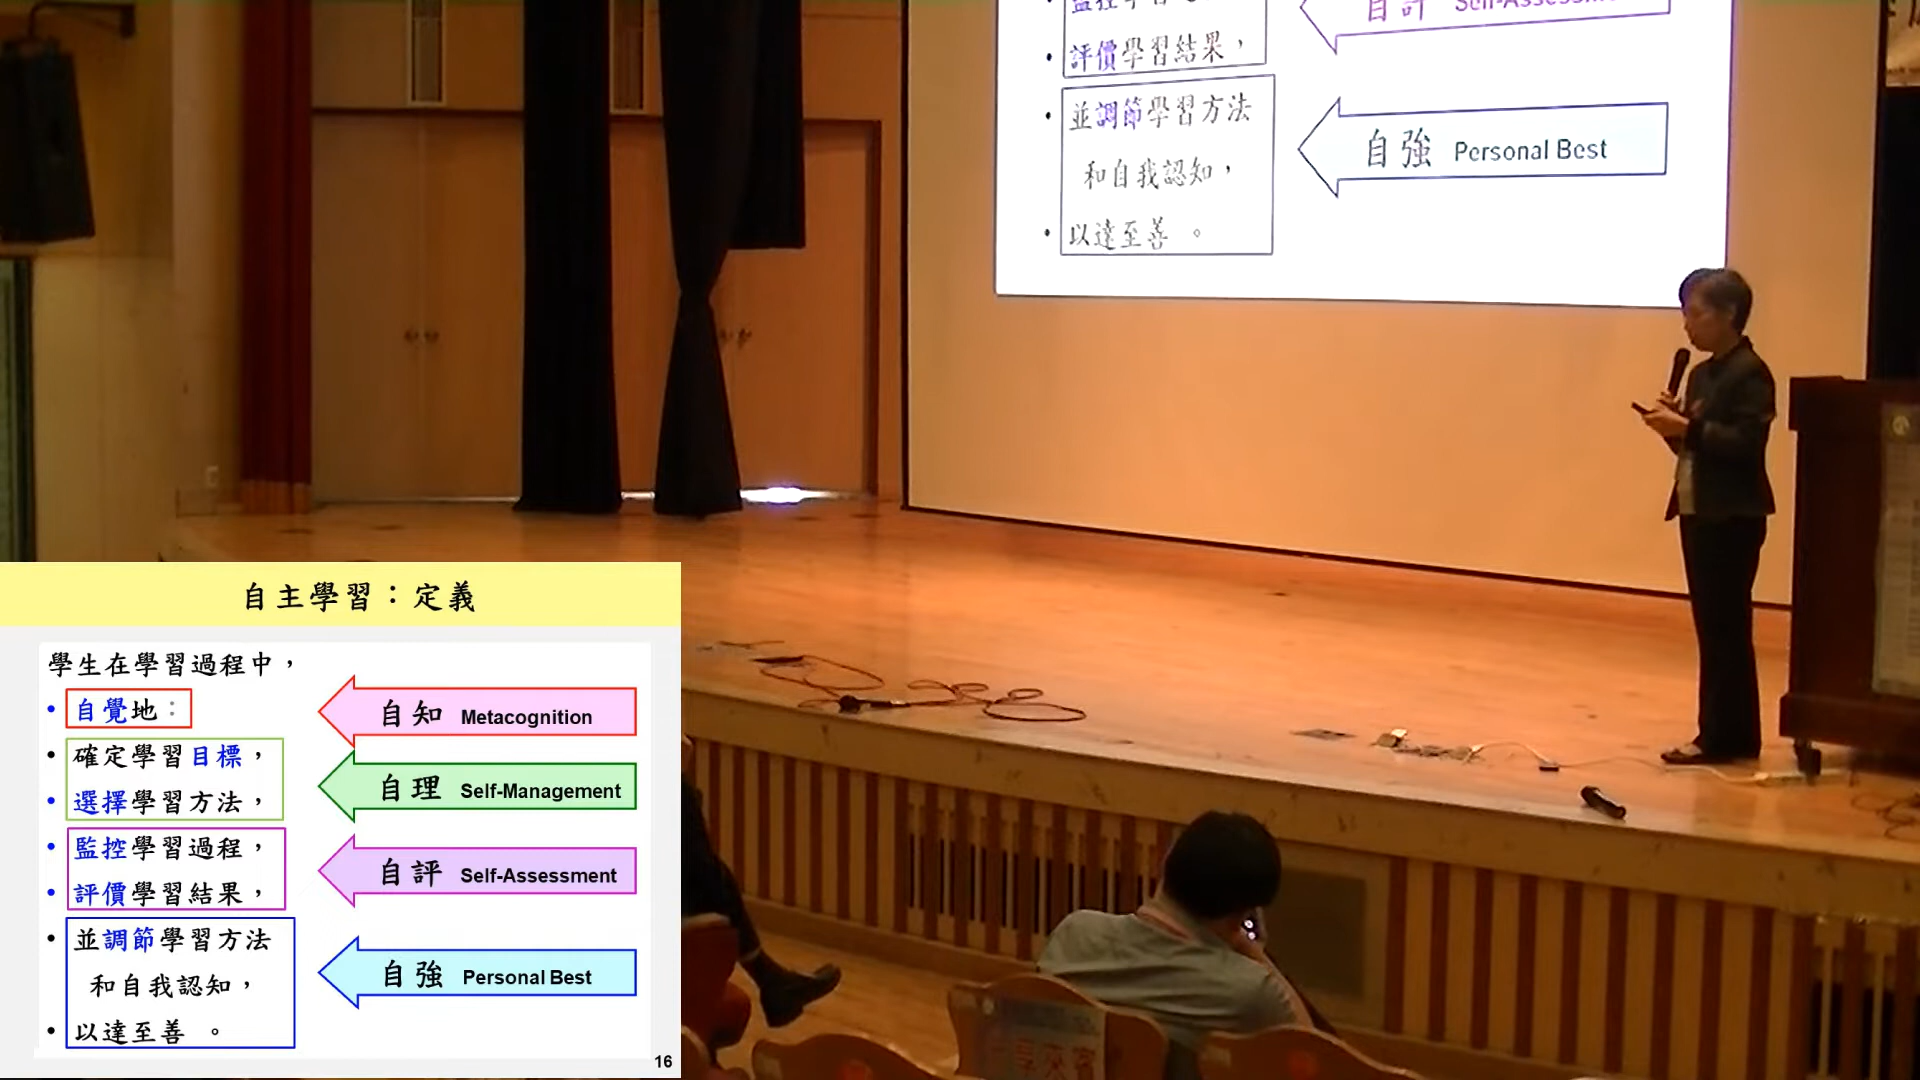 評價學習結果，
並調節學習方法
和自我認知，
以達至善 。
自評 Self-Assessm
自強 Personal Best
自主學習：定義
學生在學習過程中，
自覺地：
確定學習目標，
選擇學習方法，
監控學習過程，
評價學習結果，
並調節學習方法
和自我認知，
以達至善 。
自知 Metacognition
自理 Self-Management
自評 Self-Assessment
自強 Personal Best
16